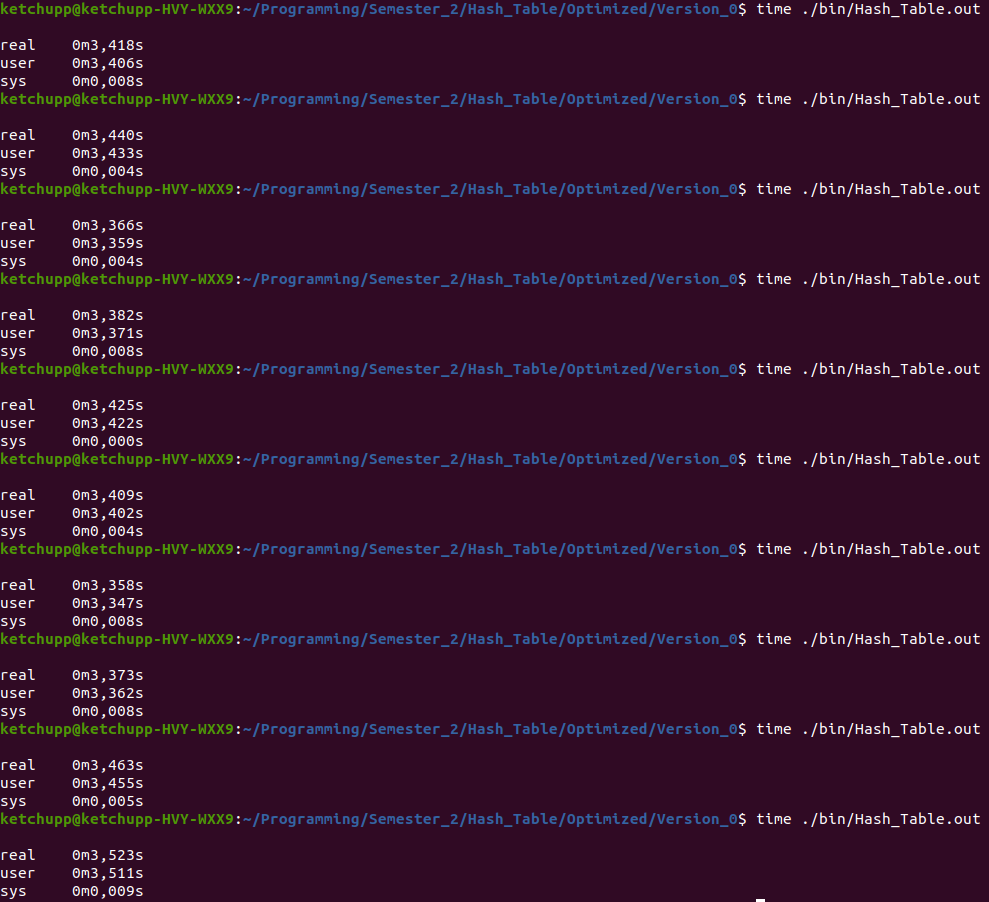 ketchupp@ketchupp-HVY-WXX9:~/Programming/Semester_2/Hash_Table/Optimized/Version_0$ time ./bin/Hash_Table.out
real    0m3,418s
user    0m3,406s
sys     0m0,008s
ketchupp@ketchupp-HVY-WXX9:~/Programming/Semester_2/Hash_Table/Optimized/Version_0$ time ./bin/Hash_Table.out
real    0m3,440s
user    0m3,433s
sys     0m0,004s
ketchupp@ketchupp-HVY-WXX9:~/Programming/Semester_2/Hash_Table/Optimized/Version_0$ time ./bin/Hash_Table.out
real    0m3,366s
user    0m3,359s
sys     0m0,004s
ketchupp@ketchupp-HVY-WXX9:~/Programming/Semester_2/Hash_Table/Optimized/Version_0$ time ./bin/Hash_Table.out
real    0m3,382s
user    0m3,371s
sys     0m0,008s
ketchupp@ketchupp-HVY-WXX9:~/Programming/Semester_2/Hash_Table/Optimized/Version_0$ time ./bin/Hash_Table.out
real    0m3,425s
user    0m3,422s
sys     0m0,000s
ketchupp@ketchupp-HVY-WXX9:~/Programming/Semester_2/Hash_Table/Optimized/Version_0$ time ./bin/Hash_Table.out
real    0m3,409s
user    0m3,402s
sys     0m0,004s
ketchupp@ketchupp-HVY-WXX9:~/Programming/Semester_2/Hash_Table/Optimized/Version_0$ time ./bin/Hash_Table.out
real    0m3,358s
user    0m3,347s
sys     0m0,008s
ketchupp@ketchupp-HVY-WXX9:~/Programming/Semester_2/Hash_Table/Optimized/Version_0$ time ./bin/Hash_Table.out
real    0m3,373s
user    0m3,362s
sys     0m0,008s
ketchupp@ketchupp-HVY-WXX9:~/Programming/Semester_2/Hash_Table/Optimized/Version_0$ time ./bin/Hash_Table.out
real    0m3,463s
user    0m3,455s
sys     0m0,005s
ketchupp@ketchupp-HVY-WXX9:~/Programming/Semester_2/Hash_Table/Optimized/Version_0$ time ./bin/Hash_Table.out
real    0m3,523s
user    0m3,511s
sys     0m0,009s